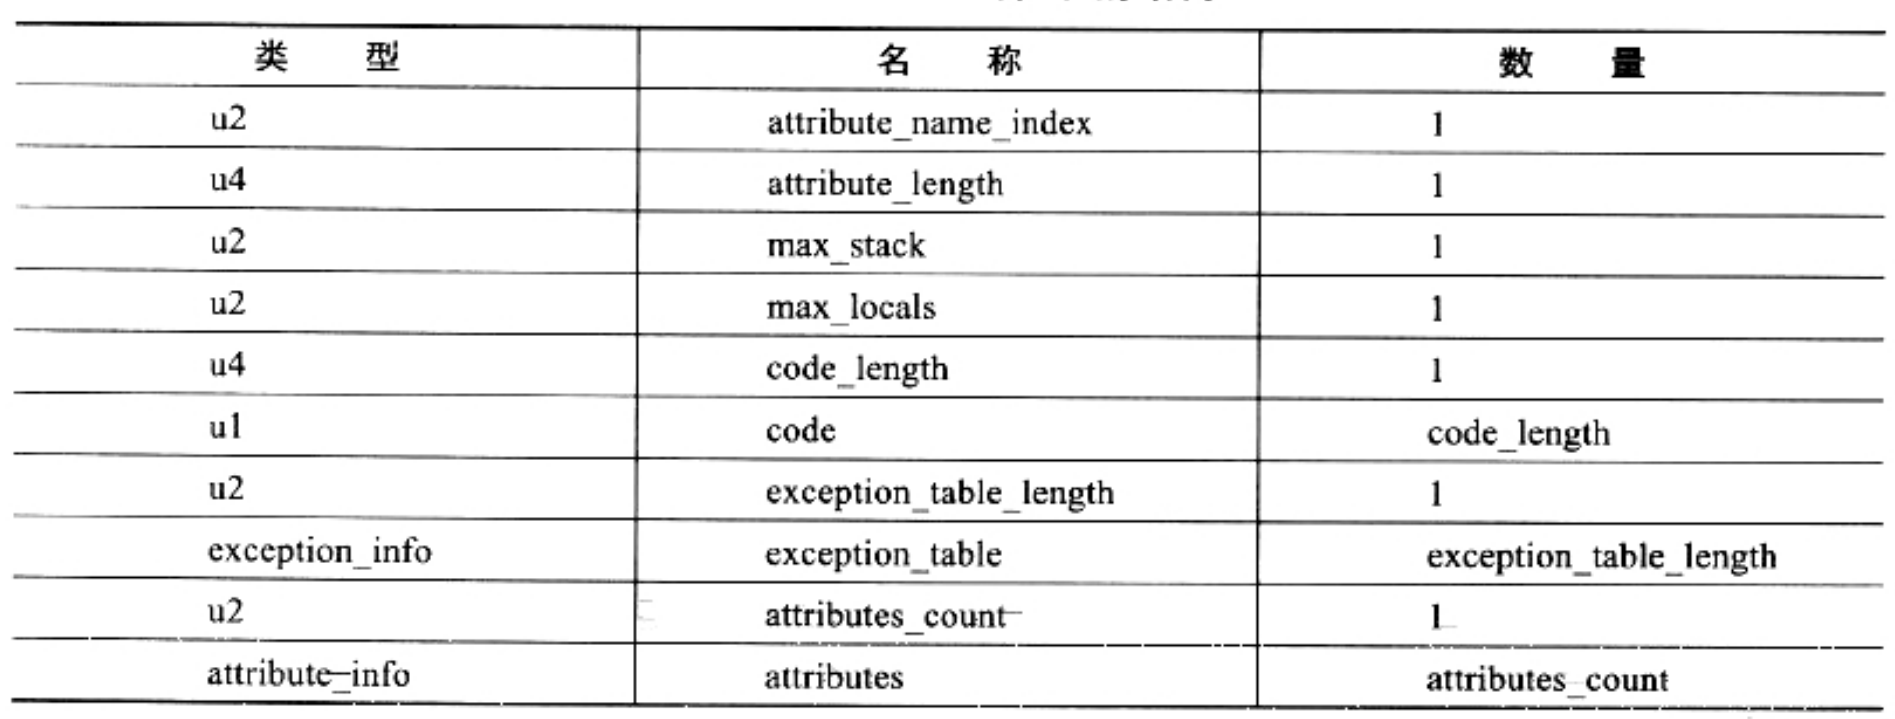 类 型 名 称 数 量
u2 attribute_name_index 1
u4 attribute_length 1
u2 max_stack 1
u2 max_locals 1
u4 code_length 1
u1 code code_length
u2 exception_table_length 1
exception_info exception_table exception_table_length
u2 attributes_count 1
attribute_info attributes attributes_count